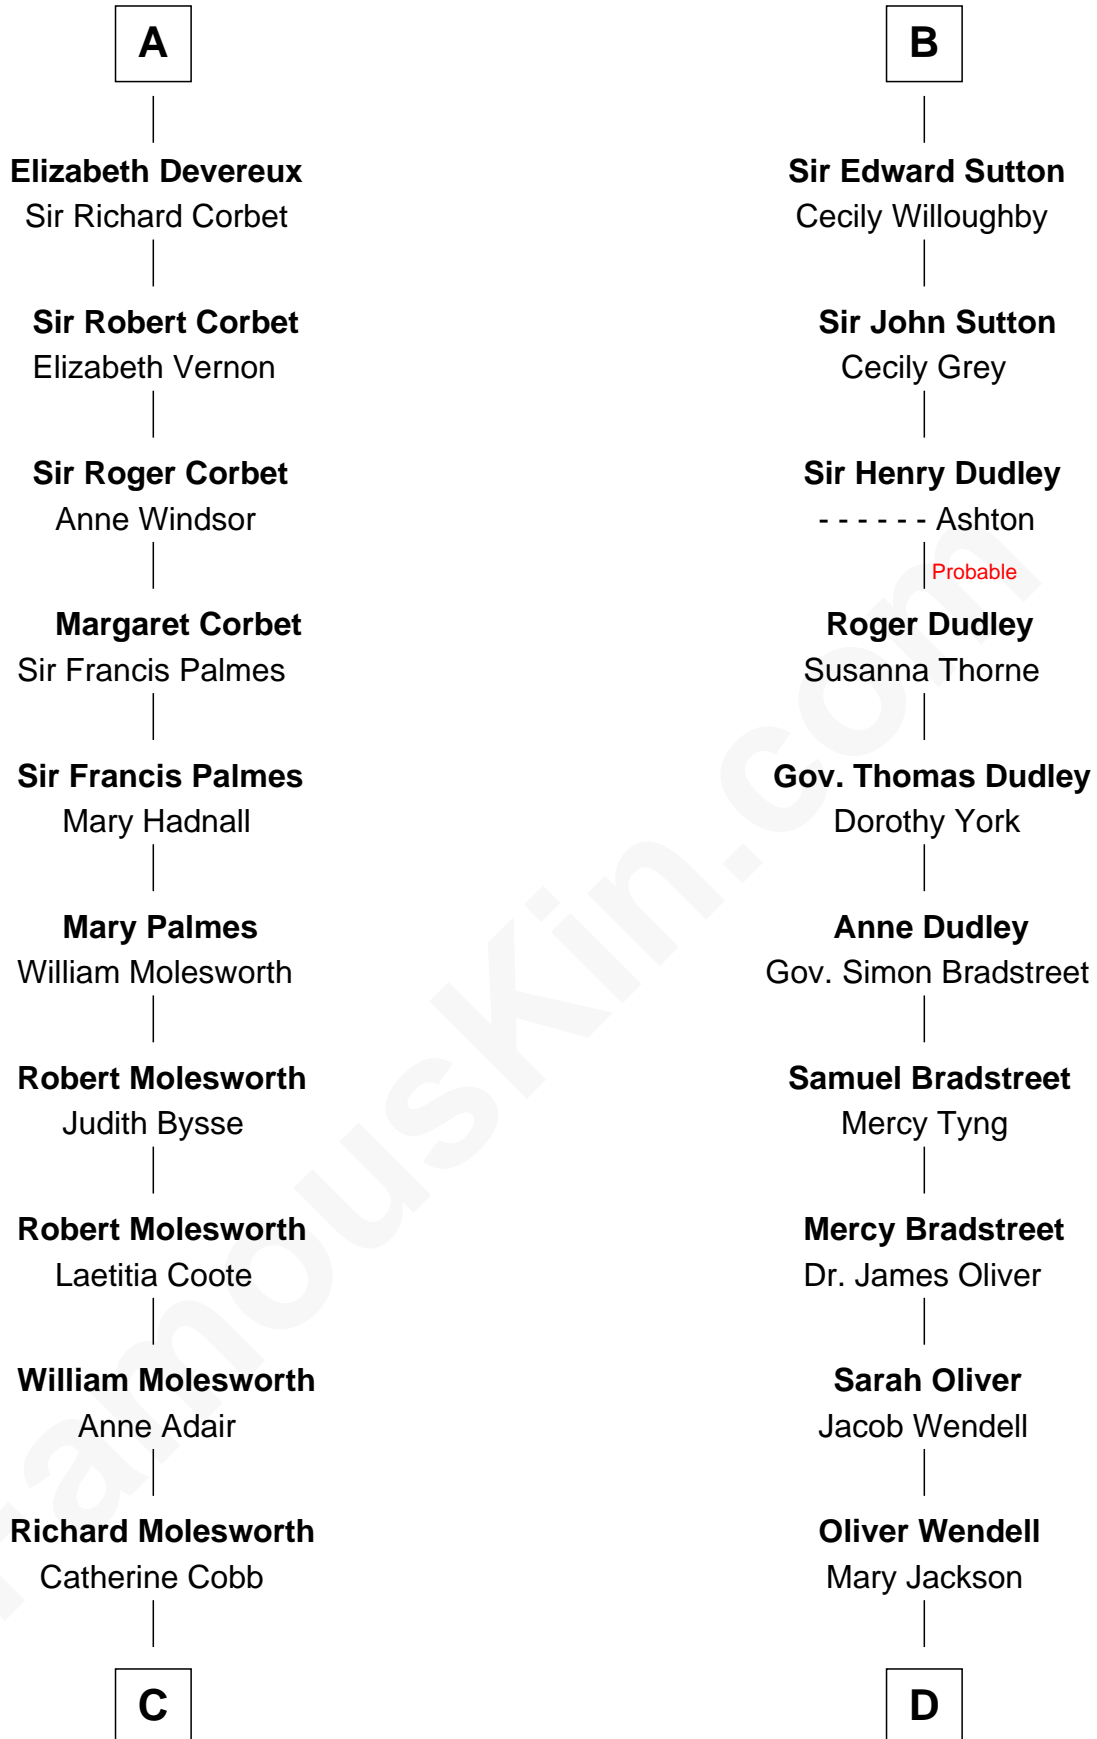 A
Elizabeth Devereux
Sir Richard Corbet
Sir Robert Corbet
Elizabeth Vernon
Sir Roger Corbet
Anne Windsor
Margaret Corbet
Sir Francis Palmes
Sir Francis Palmes
Mary Hadnall
Mary Palmes
William Molesworth
Robert Molesworth
Judith Bysse
Robert Molesworth
Laetitia Coote
William Molesworth
Anne Adair
Richard Molesworth
Catherine Cobb
C
B
Sir Edward Sutton
Cecily Willoughby
Sir John Sutton
Cecily Grey
Sir Henry Dudley
- - - - - - Ashton
Probable
Roger Dudley
Susanna Thorne
Gov. Thomas Dudley
Dorothy York
Anne Dudley
Gov. Simon Bradstreet
Samuel Bradstreet
Mercy Tyng
Mercy Bradstreet
Dr. James Oliver
Sarah Oliver
Jacob Wendell
Oliver Wendell
Mary Jackson
D
FamousKin.com